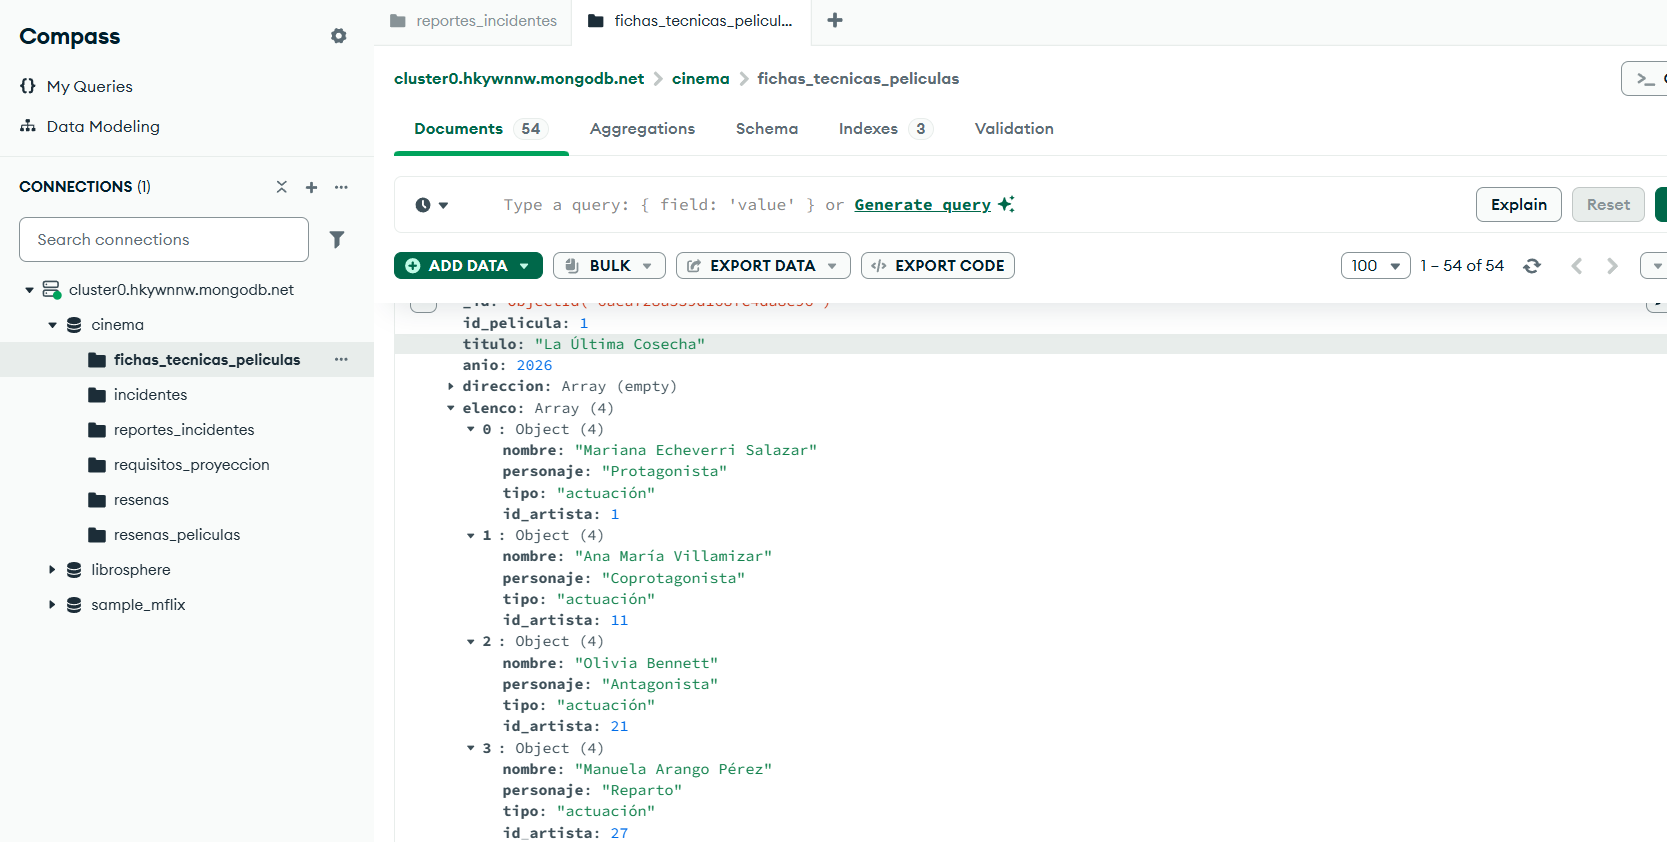 Compass
My Queries
Data Modeling
CONNECTIONS (1)
Search connections
cluster0.hkywnnw.mongodb.net
cinema
fichas_tecnicas_peliculas
incidentes
reportes_incidentes
requisitos_proyeccion
resenas
resenas_peliculas
librosphere
sample_mflix
reportes_incidentes
fichas_tecnicas_pelicul...
cluster0.hkywnnw.mongodb.net > cinema > fichas_tecnicas_peliculas
Documents 54 Aggregations Schema Indexes 3 Validation
Type a query: { field: 'value' } or Generate query
Explain Reset
ADD DATA BULK EXPORT DATA EXPORT CODE
100 1 – 54 of 54
id_pelicula: 1
titulo: "La Última Cosecha"
anio: 2026
direccion: Array (empty)
elenco: Array (4)
0 : Object (4)
nombre: "Mariana Echeverri Salazar"
personaje: "Protagonista"
tipo: "actuación"
id_artista: 1
1 : Object (4)
nombre: "Ana María Villamizar"
personaje: "Coprotagonista"
tipo: "actuación"
id_artista: 11
2 : Object (4)
nombre: "Olivia Bennett"
personaje: "Antagonista"
tipo: "actuación"
id_artista: 21
3 : Object (4)
nombre: "Manuela Arango Pérez"
personaje: "Reparto"
tipo: "actuación"
id_artista: 27